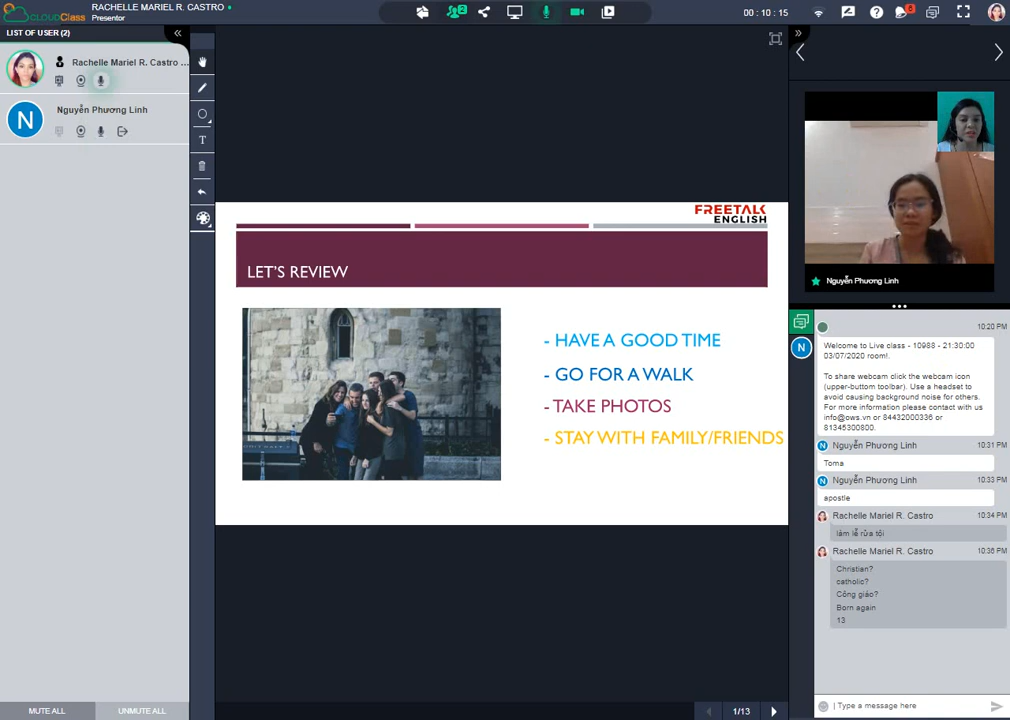 CLOUDClass
RACHELLE MARIEL R. CASTRO
Presentor
2
00 : 10 : 15
6
LIST OF USER (2)
Rachelle Mariel R. Castro ...
N
Nguyễn Phương Linh
MUTE ALL
UNMUTE ALL
T
FREETALK
ENGLISH
LET'S REVIEW
- HAVE A GOOD TIME
- GO FOR A WALK
- TAKE PHOTOS
- STAY WITH FAMILY/FRIENDS
1/13
Nguyễn Phương Linh
N
10:20 PM
Welcome to Live class - 10988 - 21:30:00
03/07/2020 room!.
To share webcam click the webcam icon
(upper-buttom toolbar). Use a headset to
avoid causing background noise for others.
For more information please contact with us
info@ows.vn or 84432000336 or
81345300800.
N
Nguyễn Phương Linh
10:31 PM
Toma
N
Nguyễn Phương Linh
10:33 PM
apostle
Rachelle Mariel R. Castro
10:34 PM
làm lễ rửa tội
Rachelle Mariel R. Castro
10:36 PM
Christian?
catholic?
Công giáo?
Born again
13
Type a message here